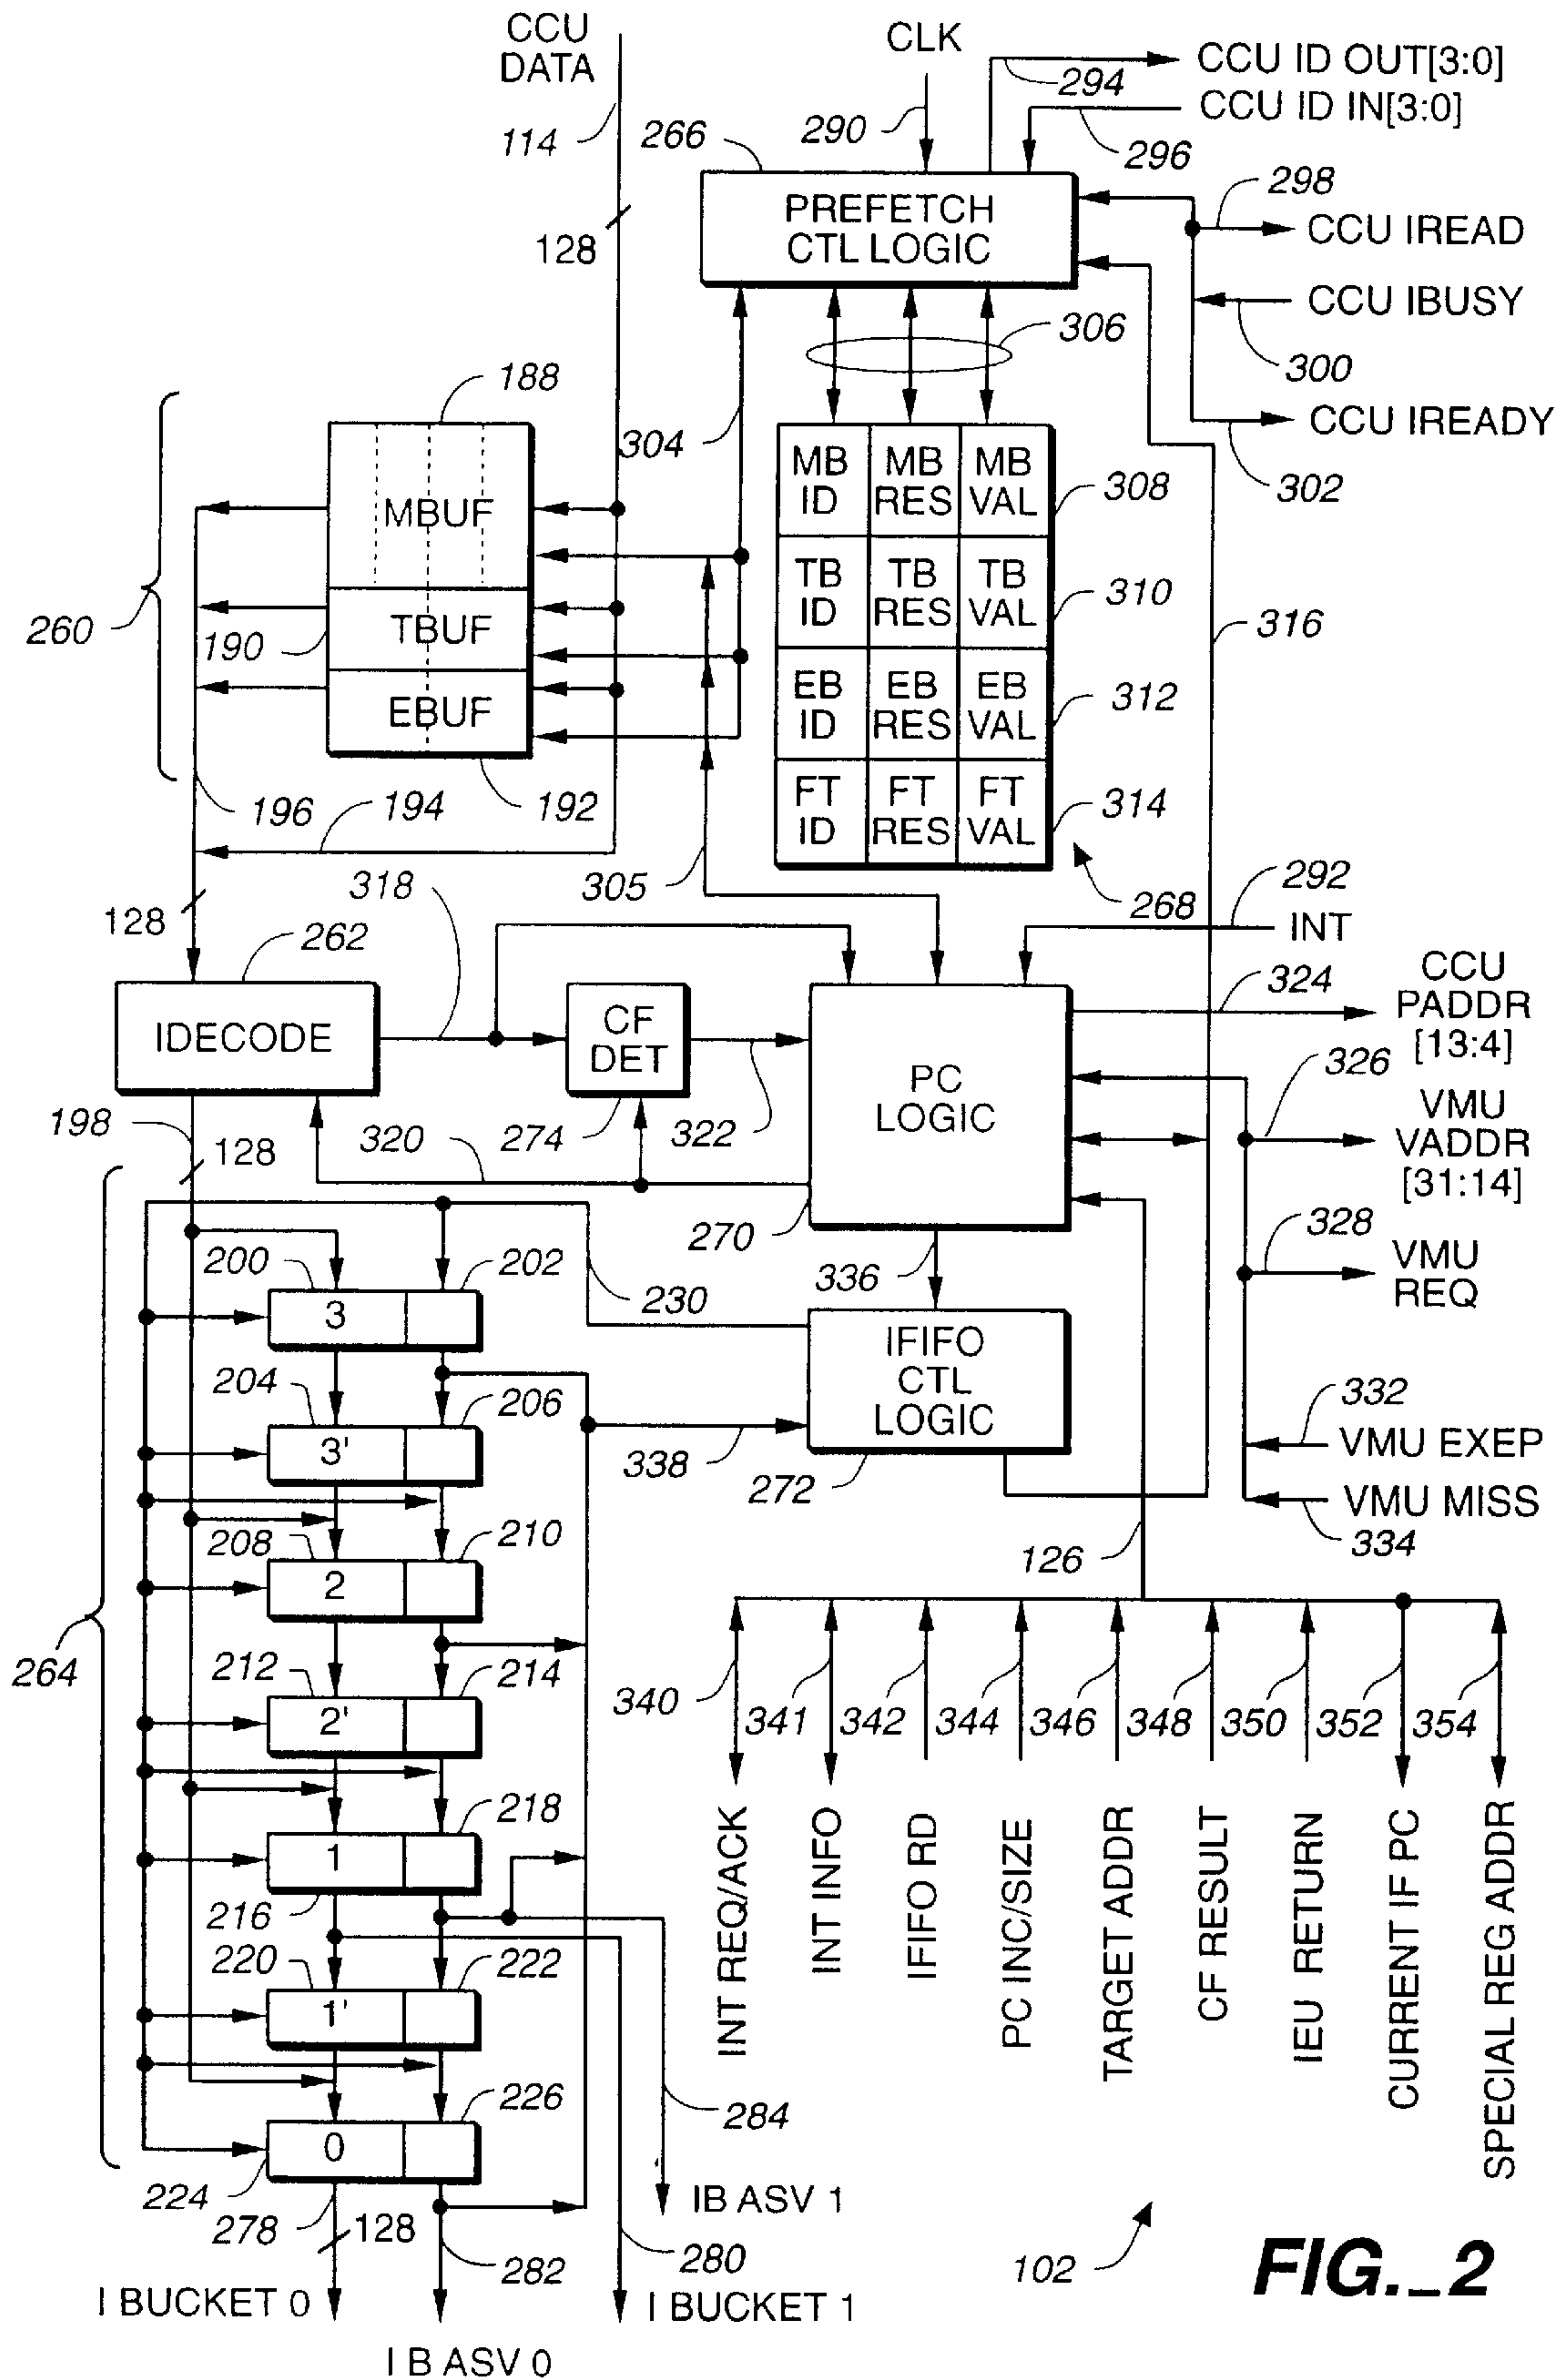 CCU
DATA
CLK
CCU ID OUT[3:0]
294
CCU ID IN[3:0]
114
266
290
296
298
PREFETCH
CTL LOGIC
128
CCU IREAD
CCU IBUSY
306
300
188
304
CCU IREADY
302
MBUF
MB
ID
MB
RES
MB
VAL
308
TB
ID
TB
RES
TB
VAL
310
260
190
TBUF
316
EBUF
EB
ID
EB
RES
EB
VAL
312
196
194
192
FT
ID
FT
RES
FT
VAL
314
318
305
268
292
128
262
INT
IDECODE
CF
DET
PC
LOGIC
324
CCU
PADDR
[13:4]
326
198
128
320
274
322
VMU
VADDR
[31:14]
270
328
200
202
230
336
VMU
REQ
3
IFIFO
CTL
LOGIC
204
206
332
3'
338
272
VMU EXEP
VMU MISS
208
210
126
334
2
264
212
214
340
341
342
344
346
348
350
352
354
2'
218
1
216
INT REQ/ACK
INT INFO
IFIFO RD
PC INC/SIZE
TARGET ADDR
CF RESULT
IEU RETURN
CURRENT IF PC
SPECIAL REG ADDR
220
222
1'
226
284
0
224
278
128
IB ASV 1
282
280
102
FIG._2
I BUCKET 0
I BUCKET 1
I B ASV 0